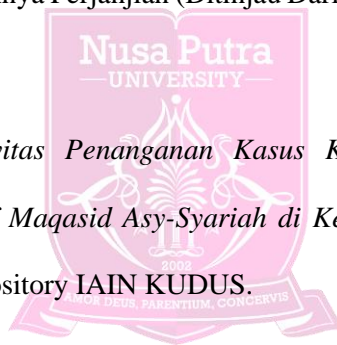 nya Perjanjian (Ditinjau Dari
Nusa Putra
UNIVERSITY
vitas Penanganan Kasus K
Maqasid Asy-Syariah di Ke
2002
ository IAIN KUDUS.
AMOR DEUS, PARENTIUM, CONCERVIS